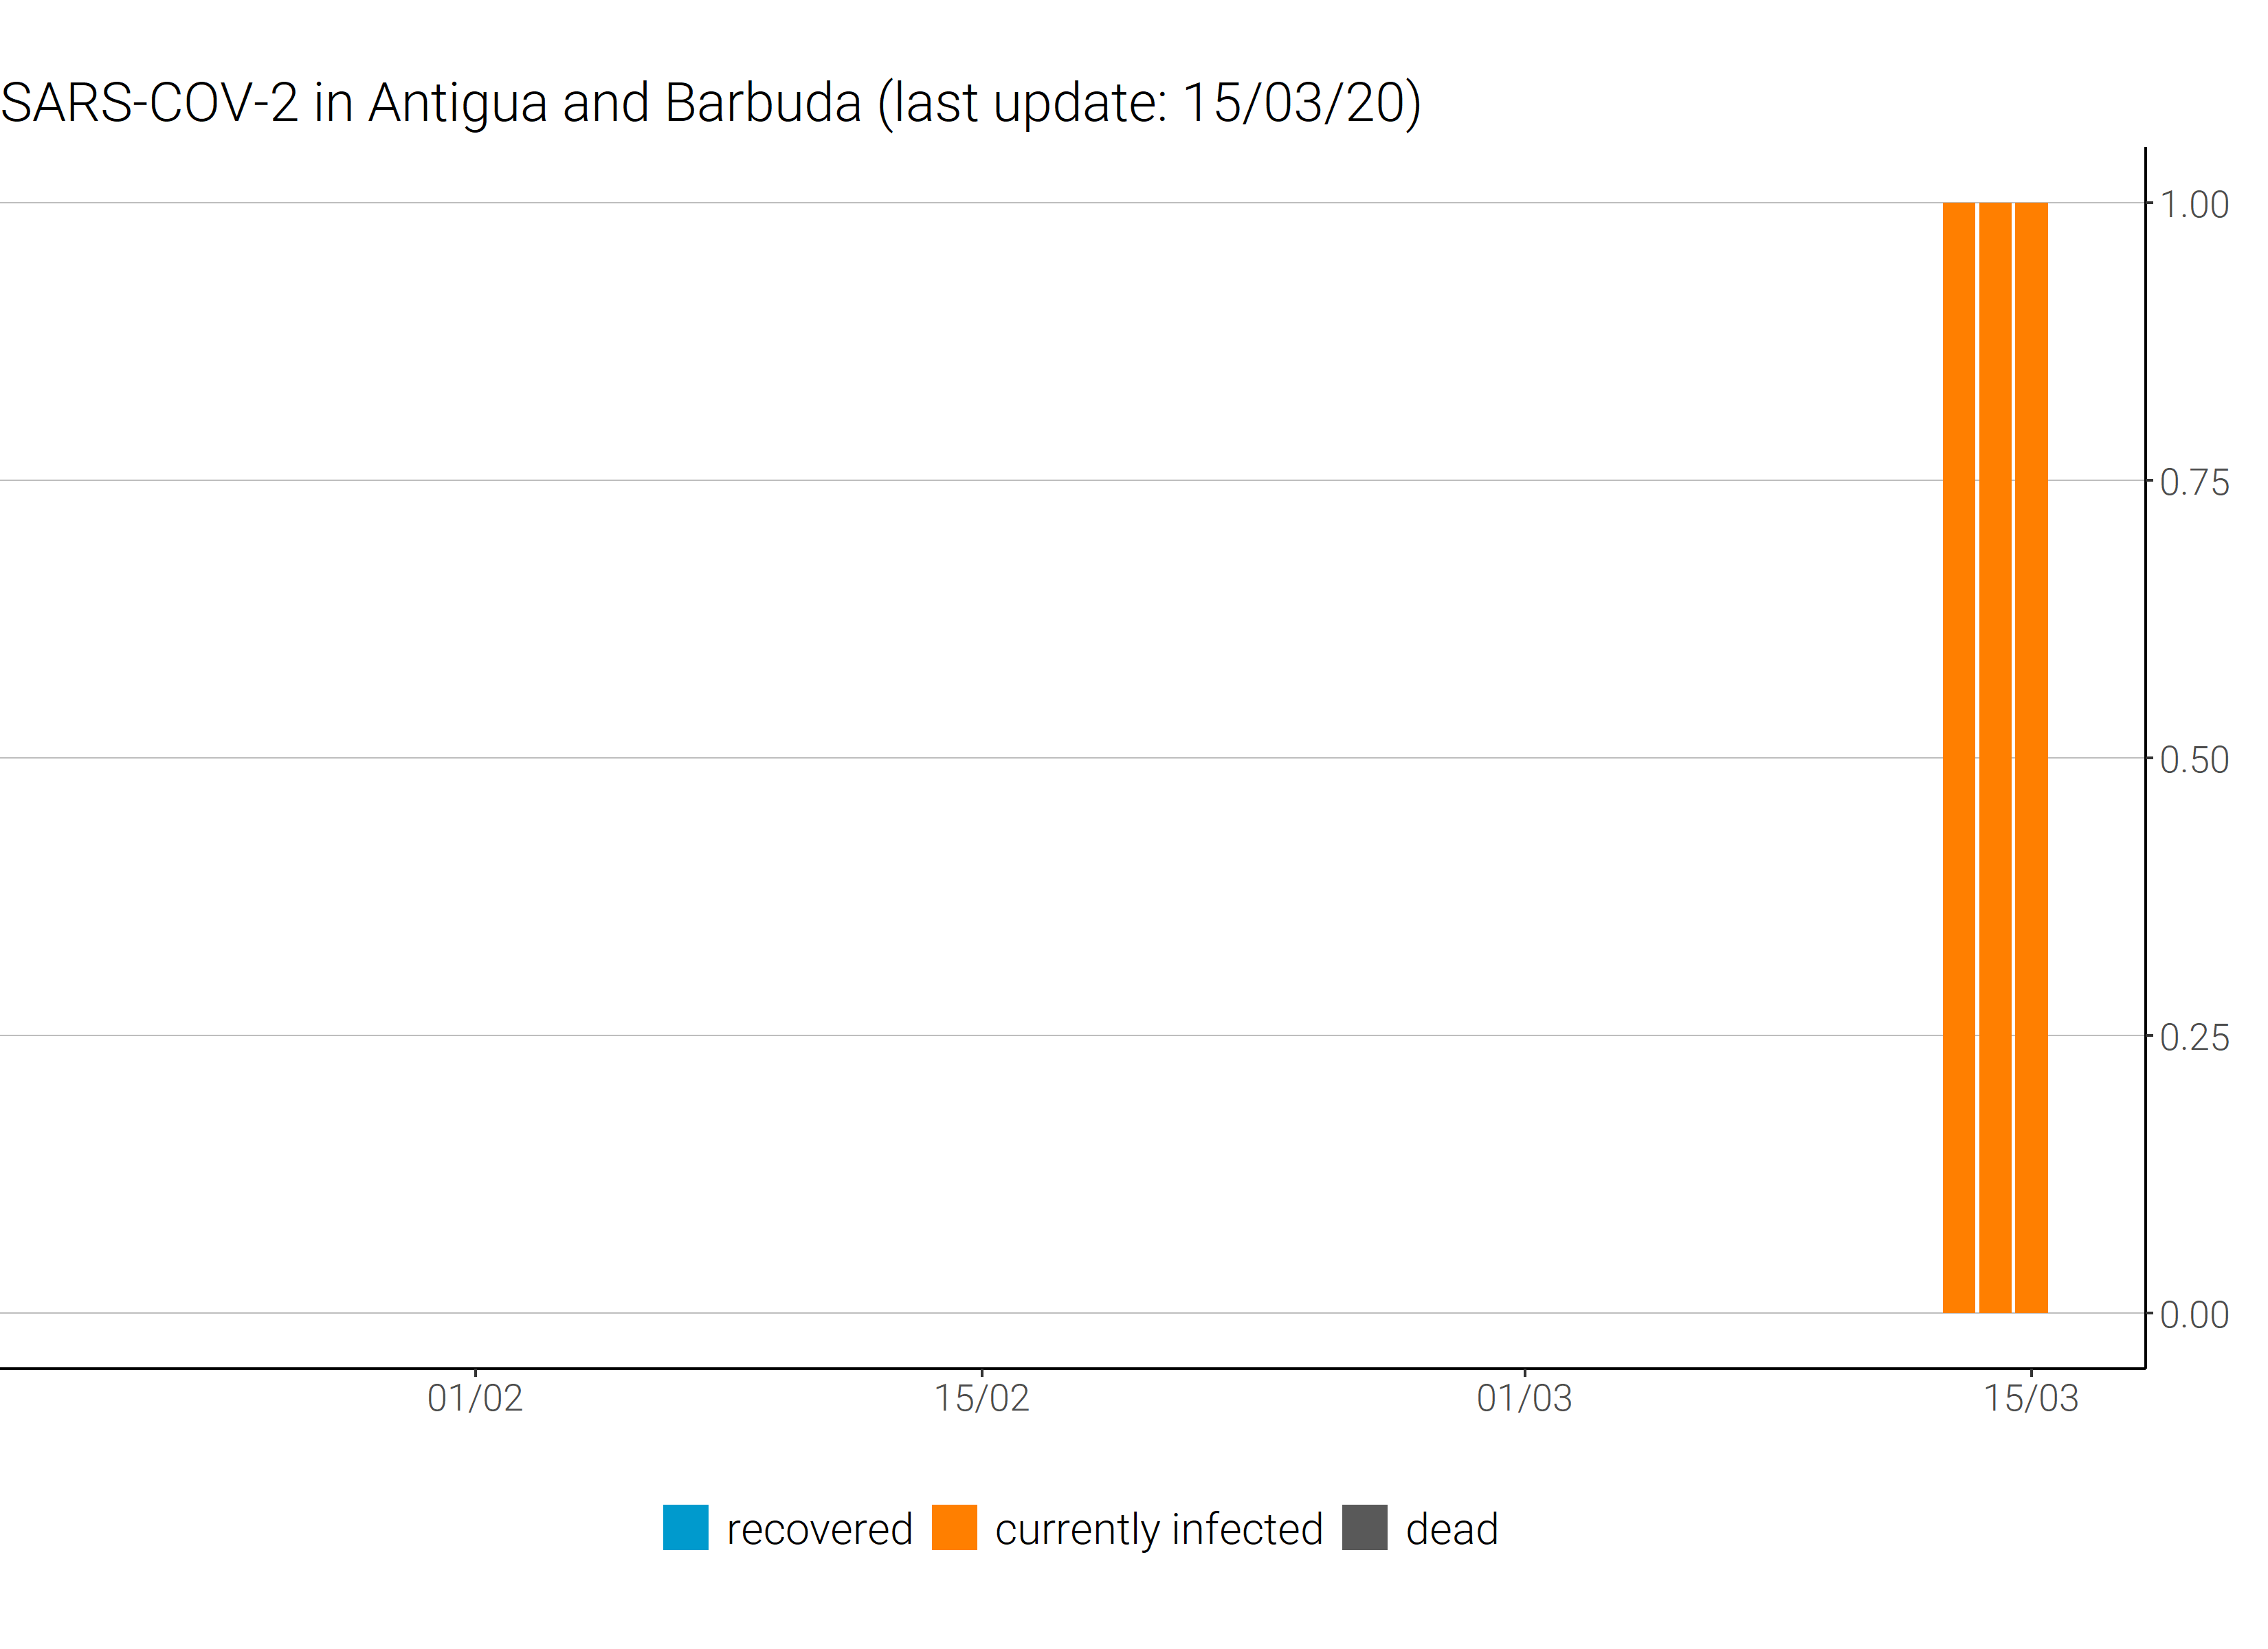 SARS-COV-2 in Antigua and Barbuda (last update: 15/03/20)
1.00
0.75
0.50
0.25
0.00
01/02 15/02 01/03 15/03
recovered currently infected dead